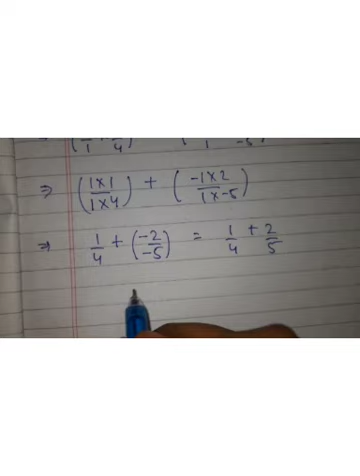 ⇒ (1×1/1×4) + (-1×2/1×-5)
⇒ 1/4 + (-2/-5) = 1/4 + 2/5